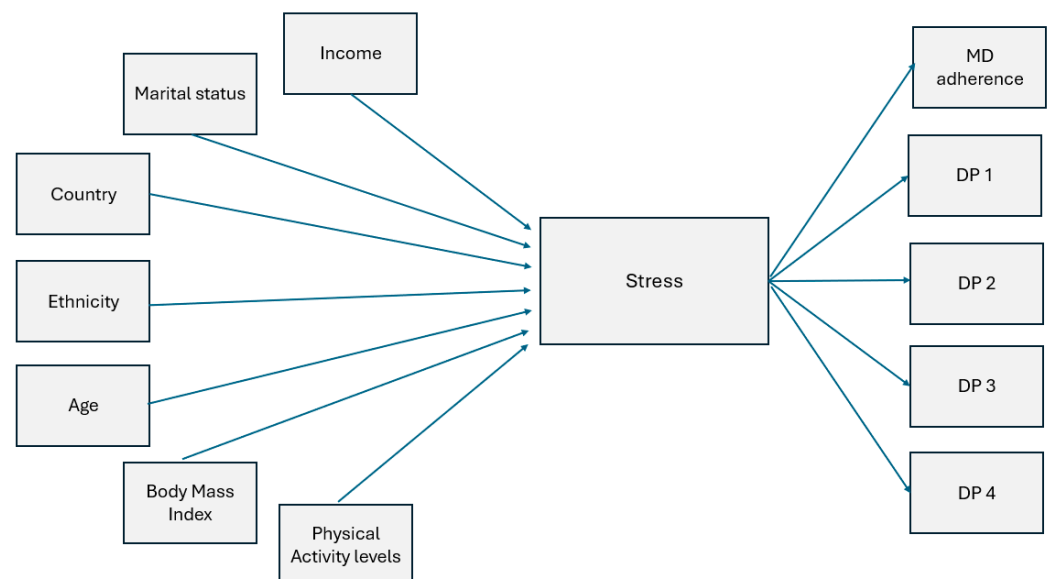 Income
Marital status
Country
Ethnicity
Age
Body Mass
Index
Physical
Activity levels
Stress
MD
adherence
DP 1
DP 2
DP 3
DP 4